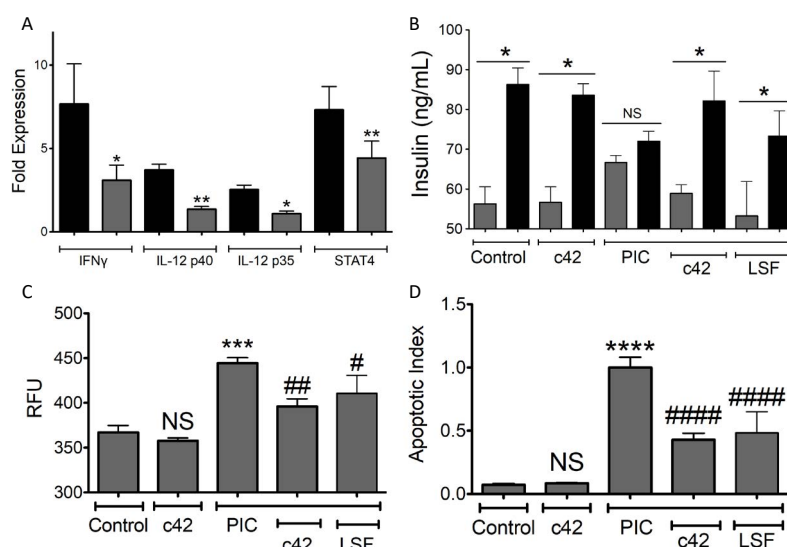 A
Fold Expression
10
5
0
* ** * **
IFNγ IL-12 p40 IL-12 p35 STAT4
B
Insulin (ng/mL)
100
90
80
70
60
50
* * NS * *
Control c42 PIC c42 LSF
C
RFU
450
400
350
300
NS *** ## #
Control c42 PIC c42 LSF
D
Apoptotic Index
1.5
1.0
0.5
0.0
NS **** #### ####
Control c42 PIC c42 LSF